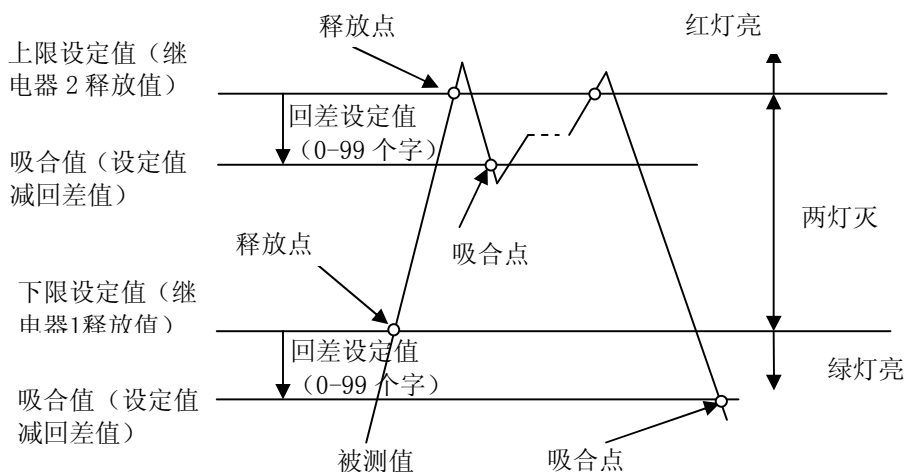 释放点
红灯亮
上限设定值（继
电器 2 释放值）
回差设定值
（0-99 个字）
吸合值（设定值
减回差值）
两灯灭
释放点
吸合点
下限设定值（继
电器1释放值）
回差设定值
（0-99 个字）
绿灯亮
吸合值（设定值
减回差值）
被测值
吸合点